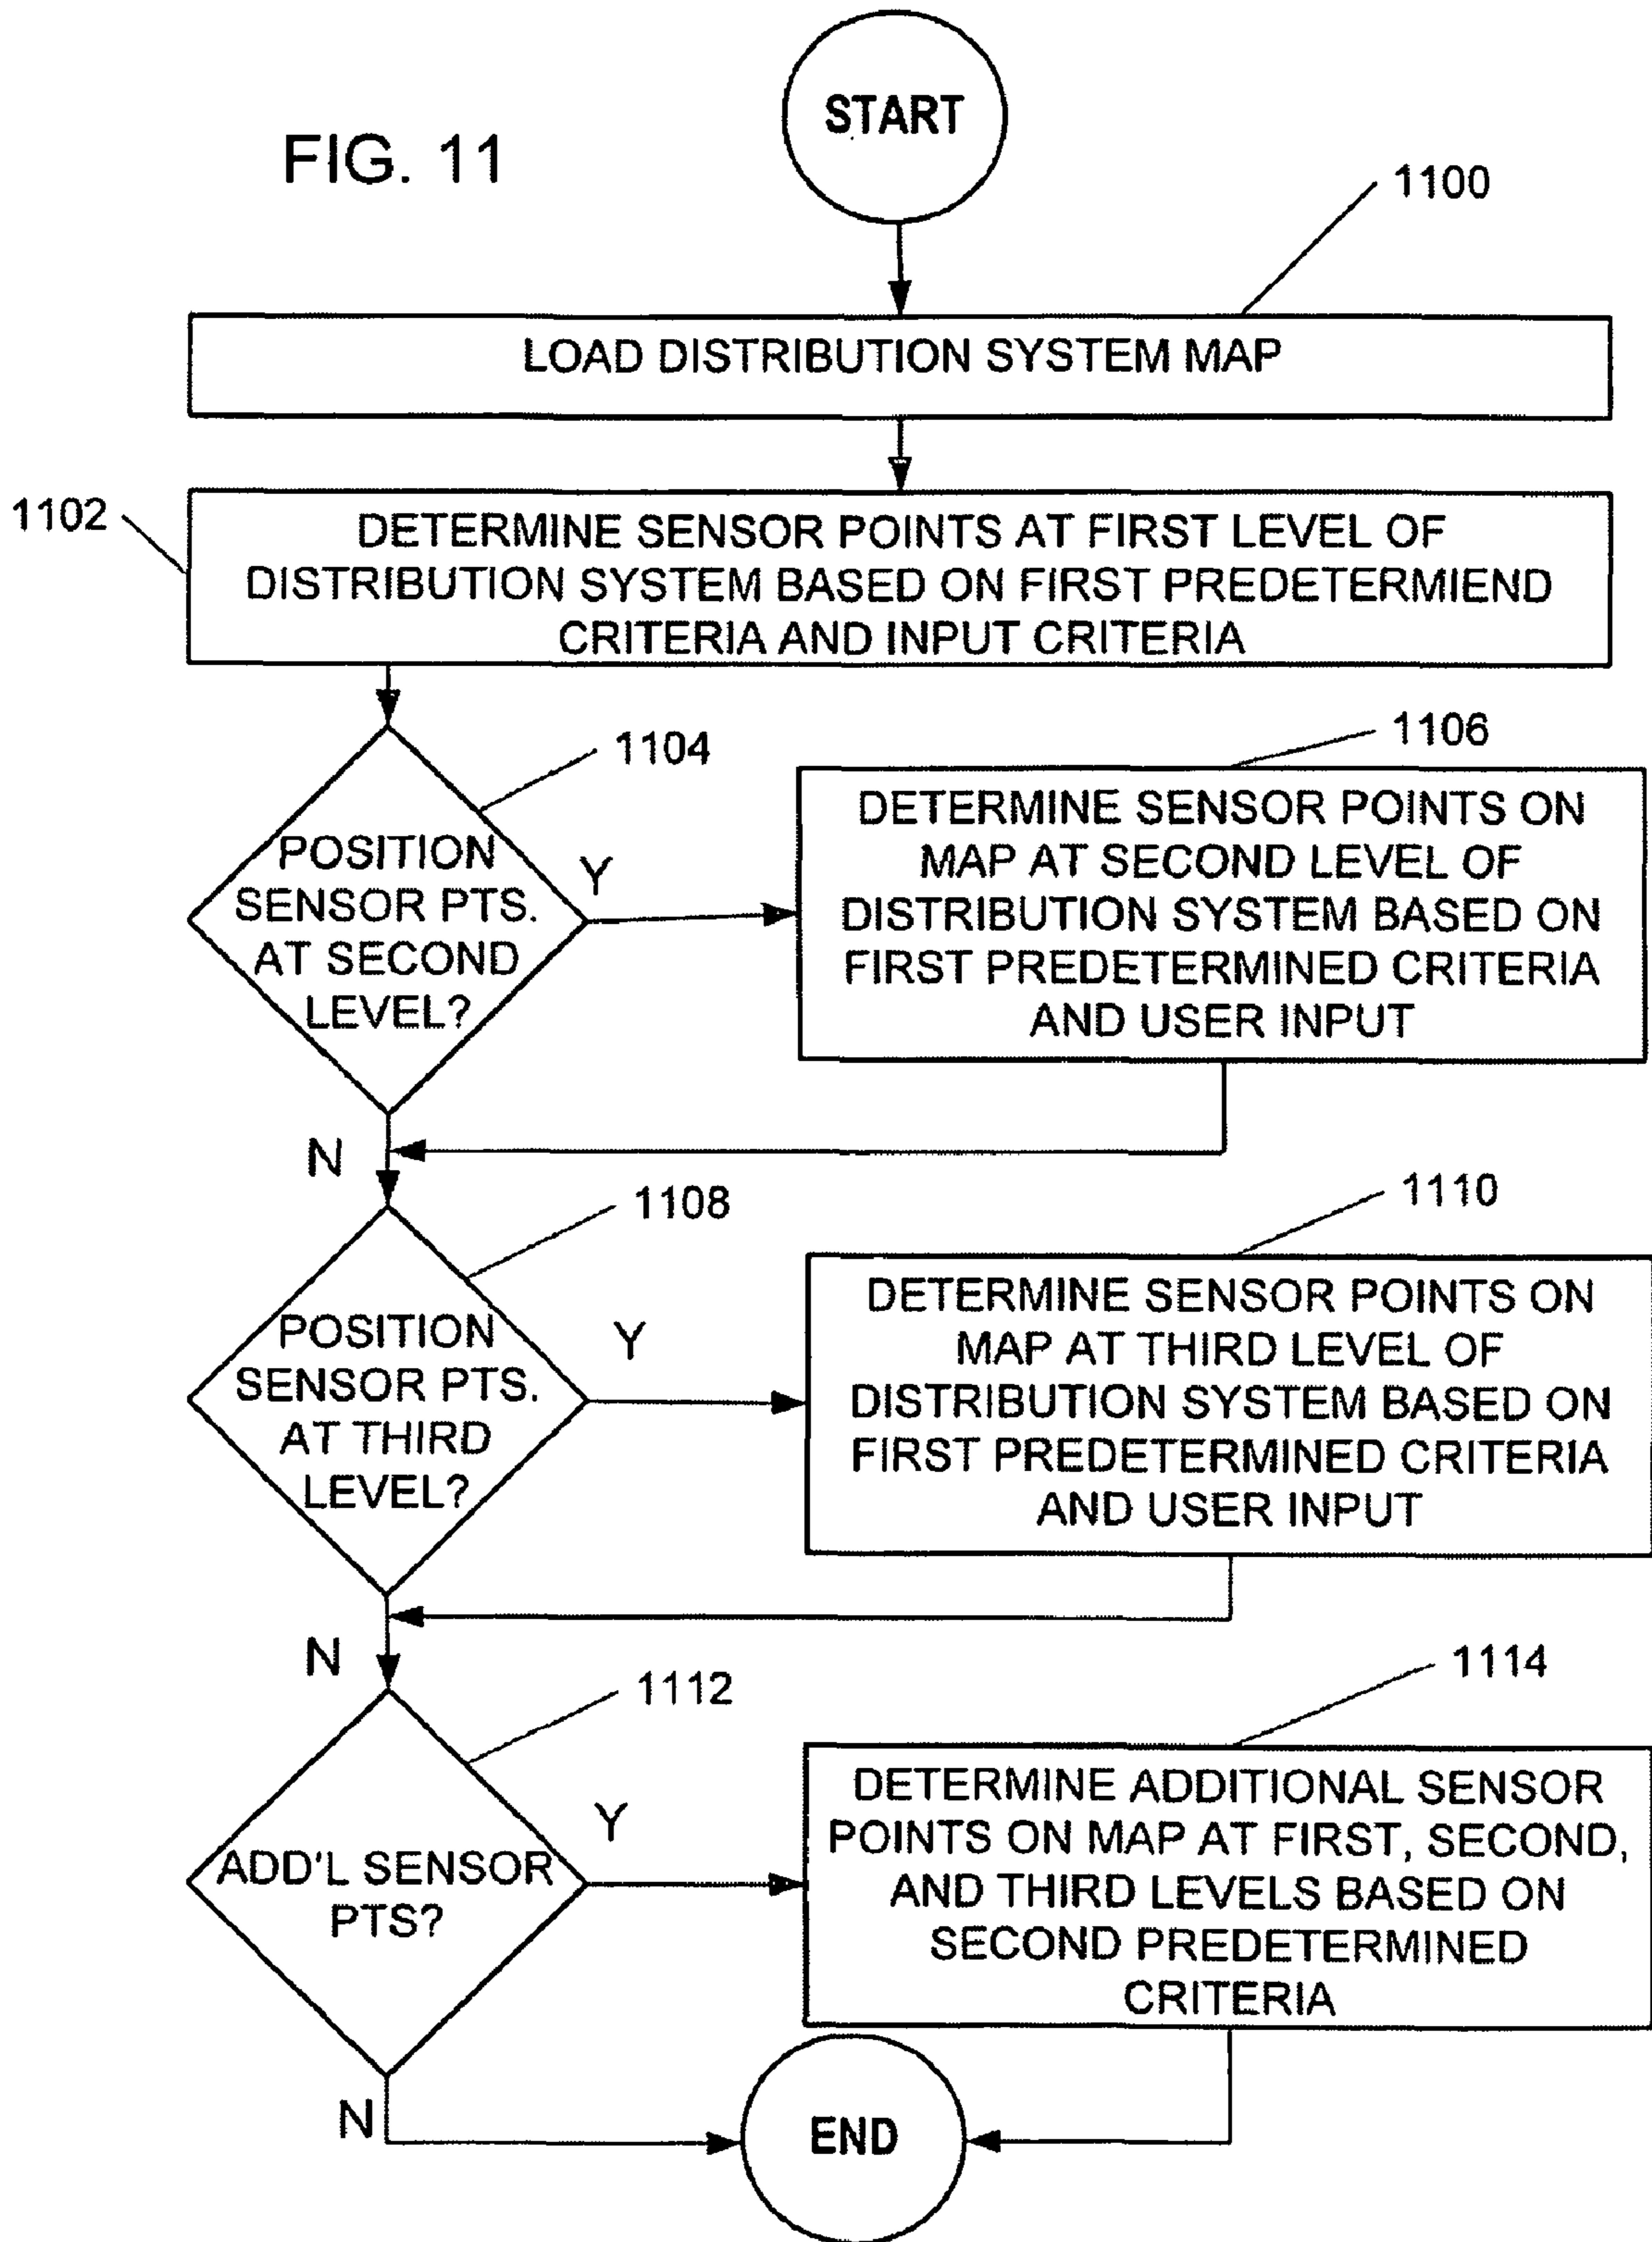 START
FIG. 11
1100
LOAD DISTRIBUTION SYSTEM MAP
1102
DETERMINE SENSOR POINTS AT FIRST LEVEL OF
DISTRIBUTION SYSTEM BASED ON FIRST PREDETERMIEND
CRITERIA AND INPUT CRITERIA
1104
POSITION
SENSOR PTS.
AT SECOND
LEVEL?
Y
N
1106
DETERMINE SENSOR POINTS ON
MAP AT SECOND LEVEL OF
DISTRIBUTION SYSTEM BASED ON
FIRST PREDETERMINED CRITERIA
AND USER INPUT
1108
POSITION
SENSOR PTS.
AT THIRD
LEVEL?
Y
N
1110
DETERMINE SENSOR POINTS ON
MAP AT THIRD LEVEL OF
DISTRIBUTION SYSTEM BASED ON
FIRST PREDETERMINED CRITERIA
AND USER INPUT
1112
ADD'L SENSOR
PTS?
Y
N
1114
DETERMINE ADDITIONAL SENSOR
POINTS ON MAP AT FIRST, SECOND,
AND THIRD LEVELS BASED ON
SECOND PREDETERMINED
CRITERIA
END